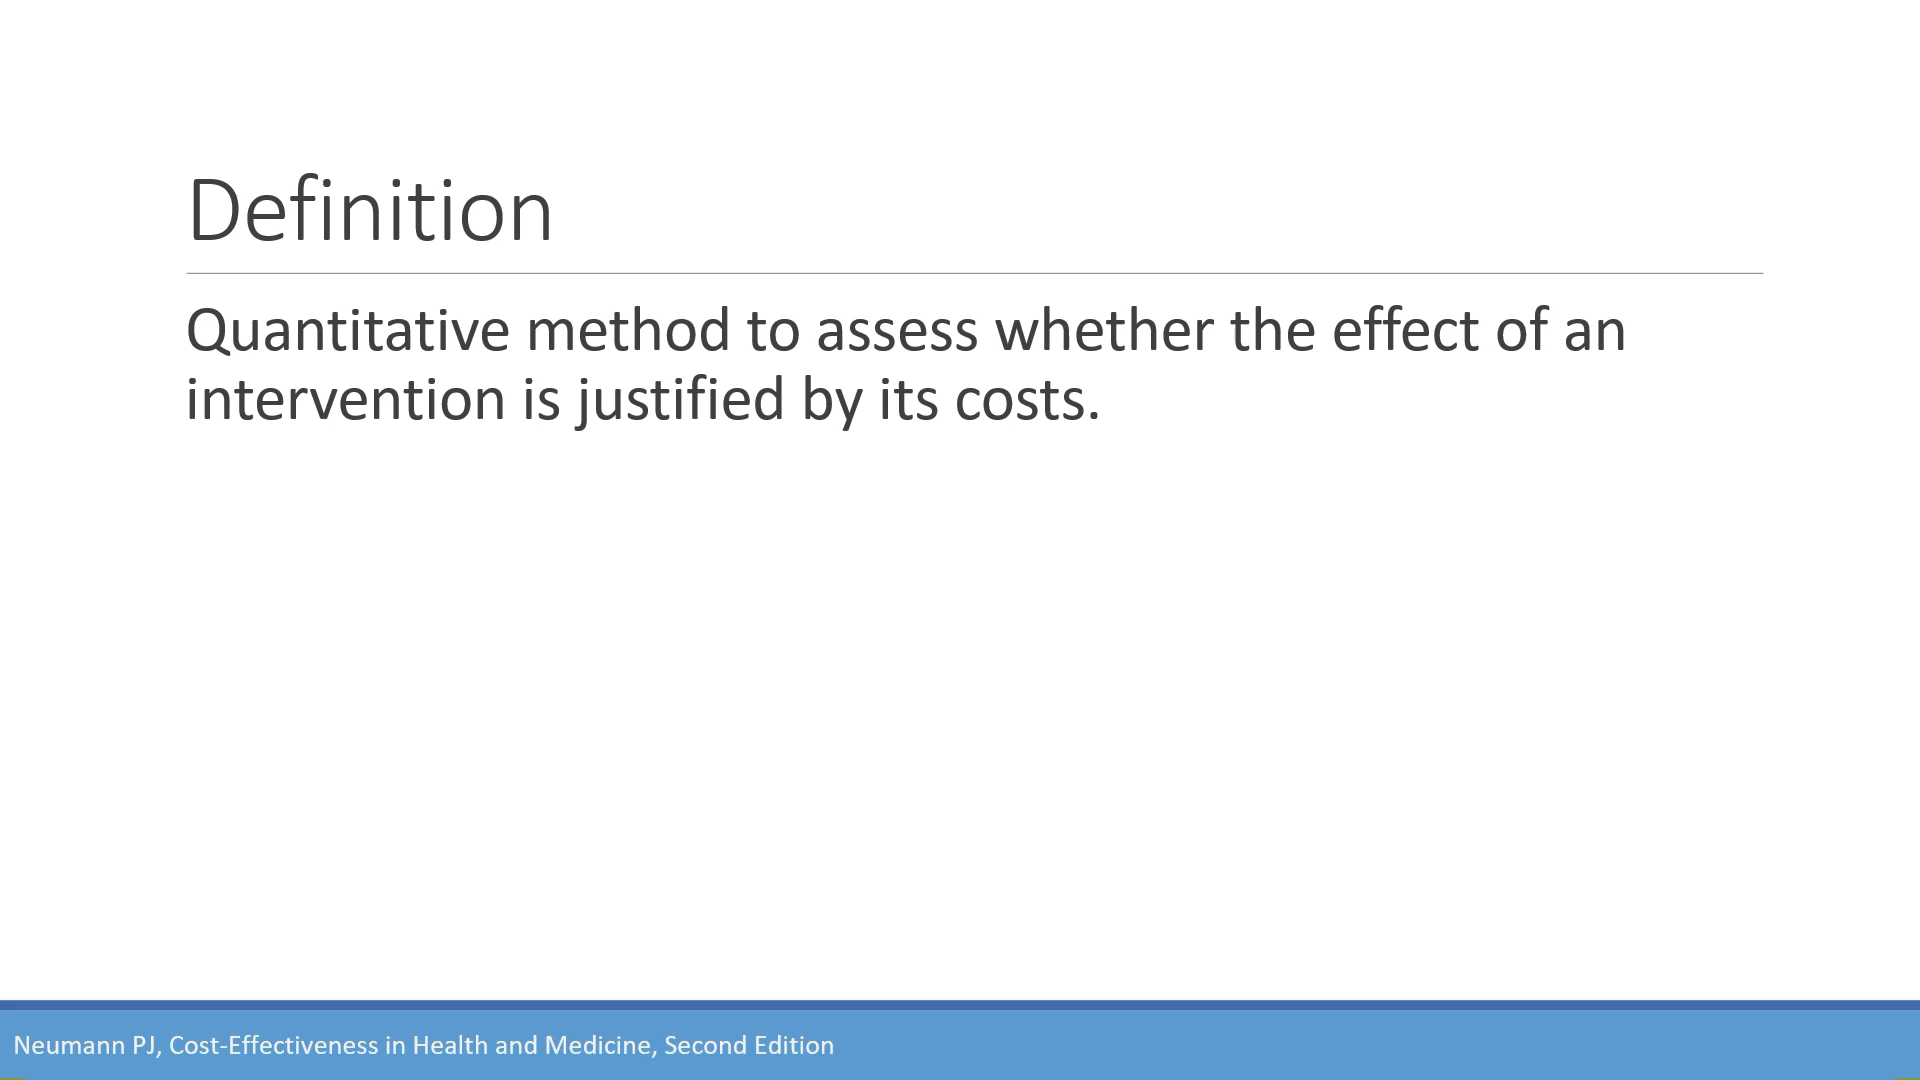 Definition
Quantitative method to assess whether the effect of an
intervention is justified by its costs.
Neumann PJ, Cost-Effectiveness in Health and Medicine, Second Edition